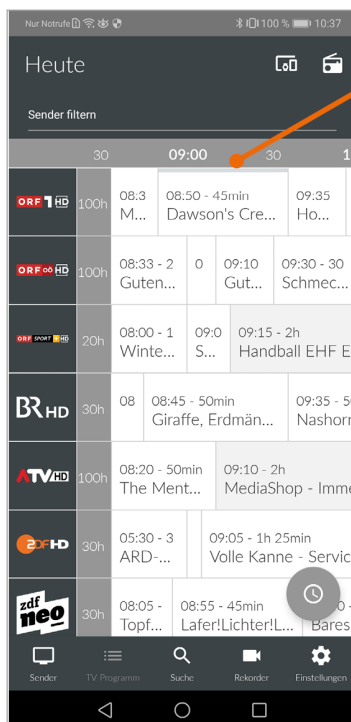 Nur Notrufe 100 % 10:37
Heute
Sender filtern
30 09:00 30 1
ORF 1 HD 100h 08:3 08:50 - 45min 09:35
M... Dawson's Cre... Ho...
ORF oö HD 100h 08:33 - 2 0 09:10 09:30 - 30
Guten... Gut... Schmec...
ORF SPORT HD 20h 08:00 - 1 09:0 09:15 - 2h
Winte... S... Handball EHF E
BR HD 30h 08 08:45 - 50min 09:35 - 5
Giraffe, Erdmän... Nashorn
ATV HD 100h 08:20 - 50min 09:10 - 2h
The Ment... MediaShop - Imme
ZDF HD 30h 05:30 - 3 09:05 - 1h 25min
ARD-... Volle Kanne - Servic
zdf neo 30h 08:05 - 08:55 - 45min
Topf... Lafer!Lichter!L... Bares
Sender TV Programm Suche Rekorder Einstellungen